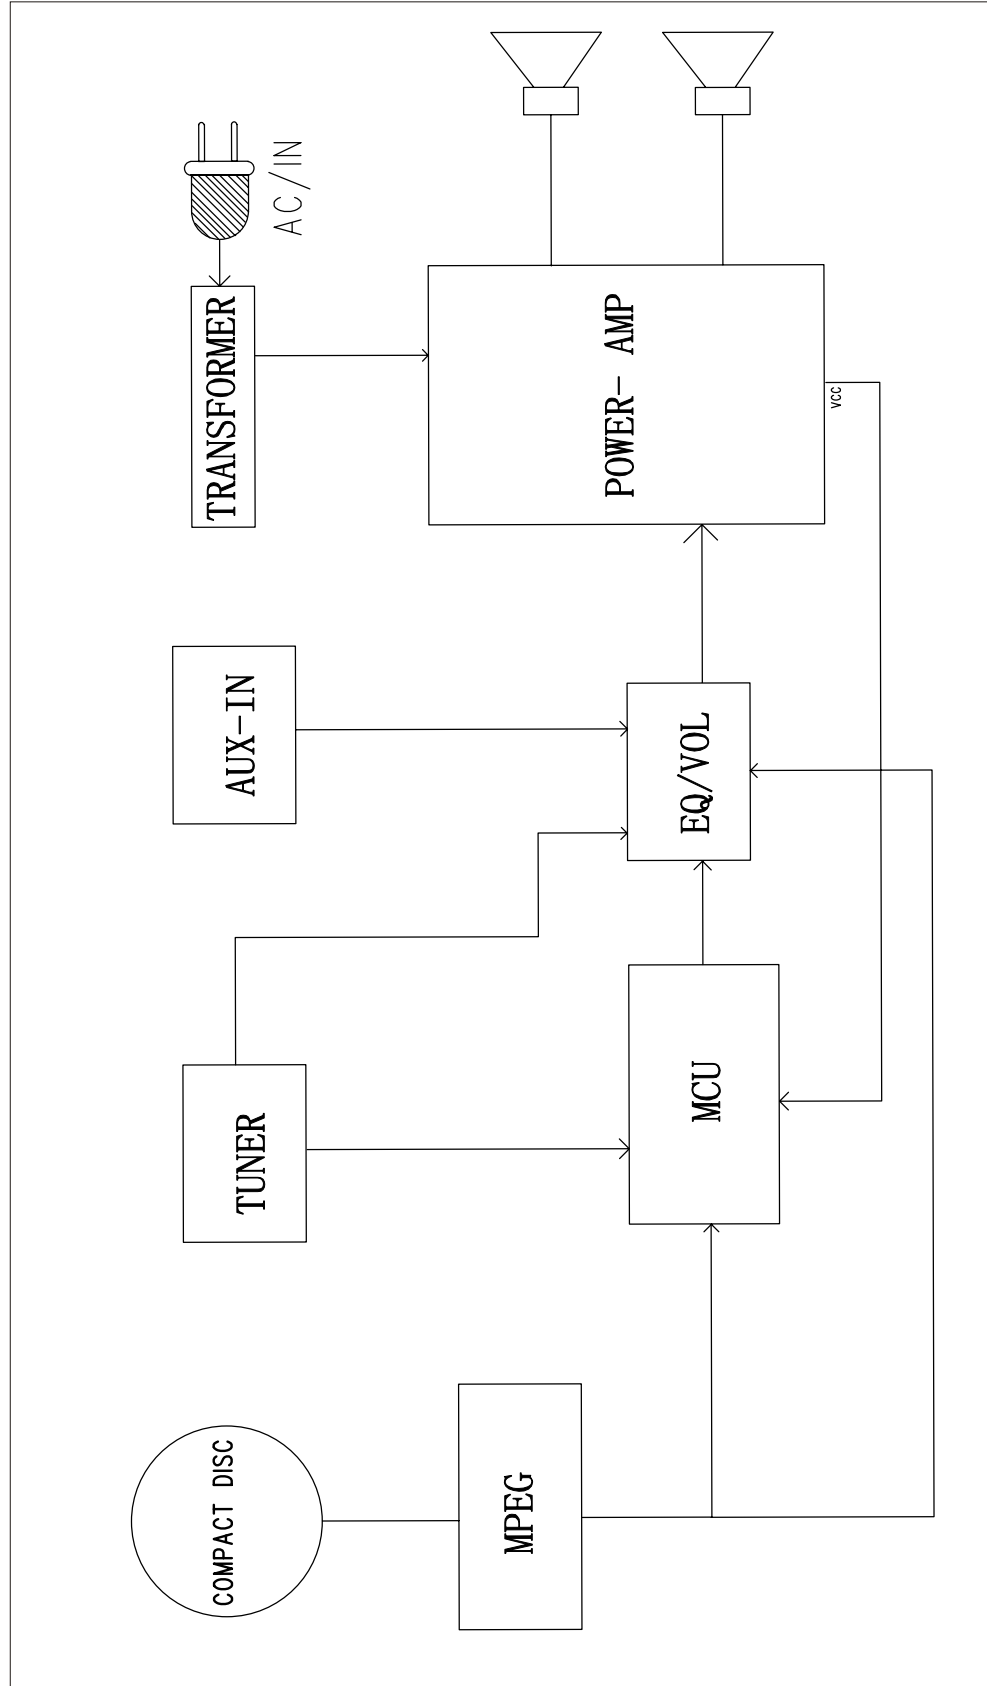 COMPACT DISC
MPEG
TUNER
MCU
AUX-IN
EQ/VOL
TRANSFORMER
AC/IN
POWER- AMP
VCC